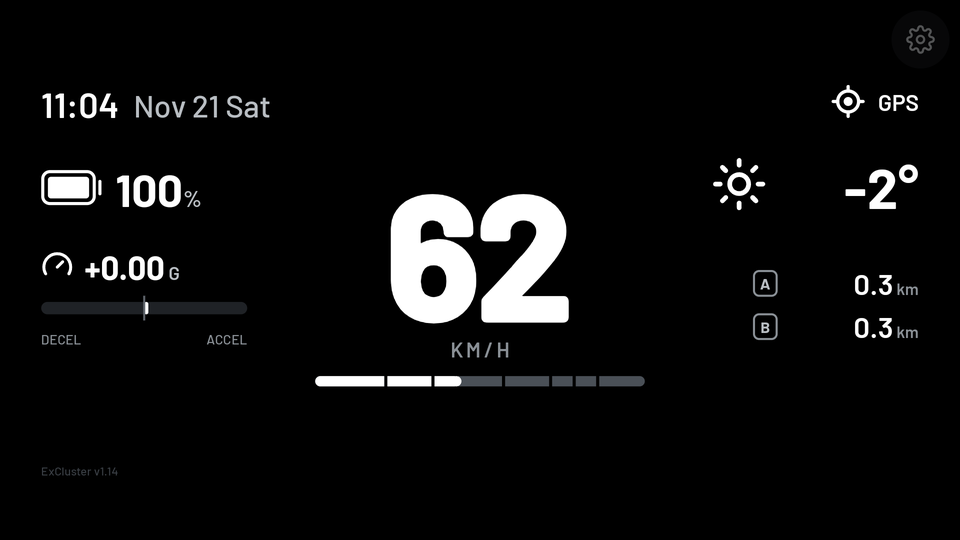 11:04 Nov 21 Sat
GPS
100%
-2°
+0.00 G
DECEL ACCEL
62
KM/H
A 0.3 km
B 0.3 km
ExCluster v1.14